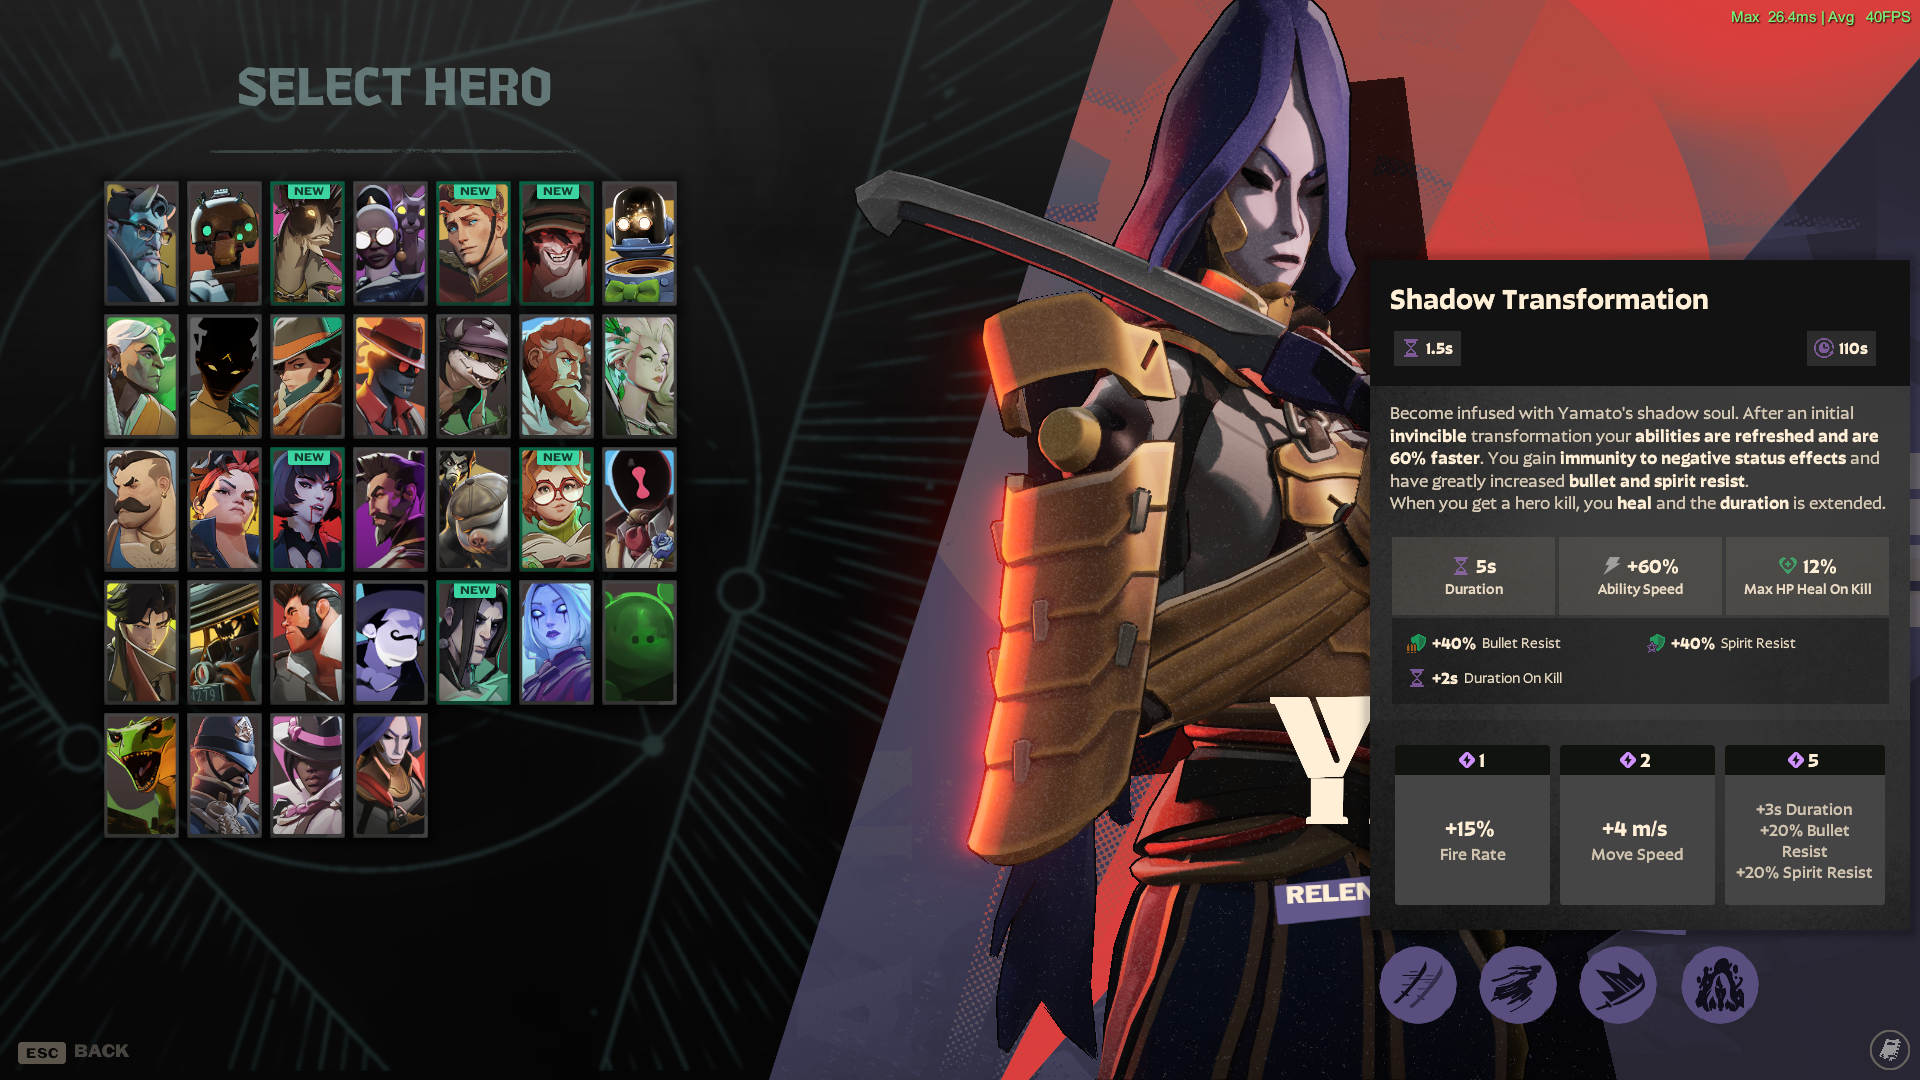 Max 26.4ms | Avg 40FPS
SELECT HERO
NEW
NEW
NEW
NEW
NEW
NEW
1279
Shadow Transformation
1.5s
110s
Become infused with Yamato's shadow soul. After an initial
invincible transformation your abilities are refreshed and are
60% faster. You gain immunity to negative status effects and
have greatly increased bullet and spirit resist.
When you get a hero kill, you heal and the duration is extended.
5s
Duration
+60%
Ability Speed
12%
Max HP Heal On Kill
+40% Bullet Resist
+40% Spirit Resist
+2s Duration On Kill
Y
RELEN
1
+15%
Fire Rate
2
+4 m/s
Move Speed
5
+3s Duration
+20% Bullet
Resist
+20% Spirit Resist
ESC BACK